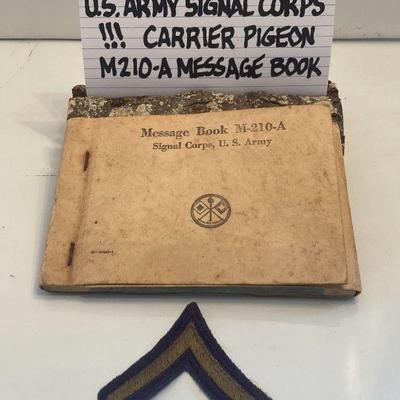 U.S. ARMY SIGNAL CORPS
!!! CARRIER PIGEON
M210-A MESSAGE BOOK
Message Book M-210-A
Signal Corps, U. S. Army